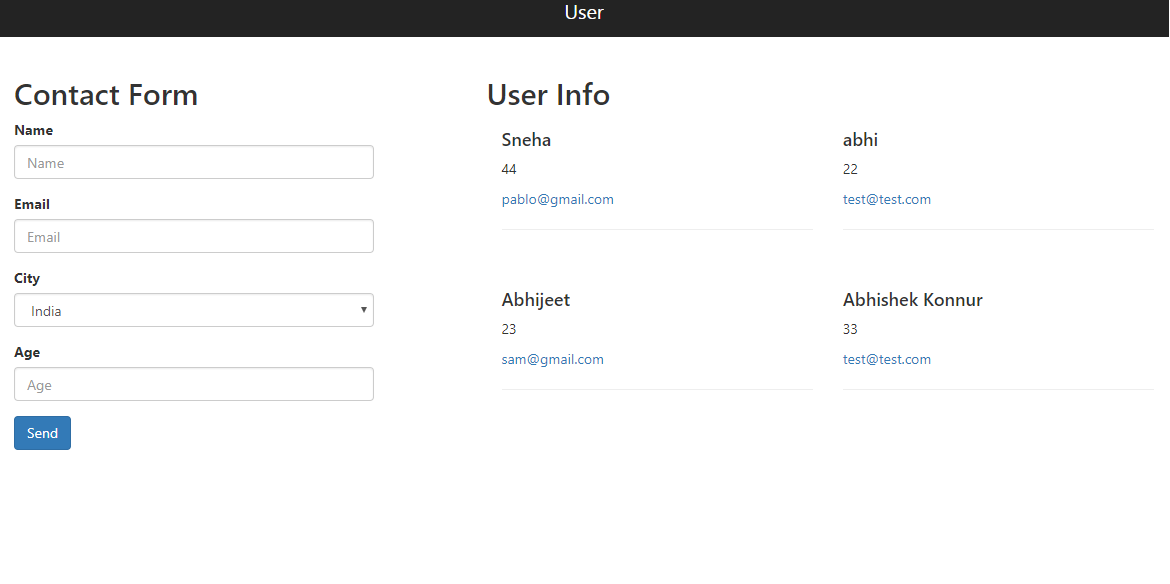 User
Contact Form
Name
Name
Email
Email
City
India
Age
Age
Send
User Info
Sneha
44
pablo@gmail.com
abhi
22
test@test.com
Abhijeet
23
sam@gmail.com
Abhishek Konnur
33
test@test.com